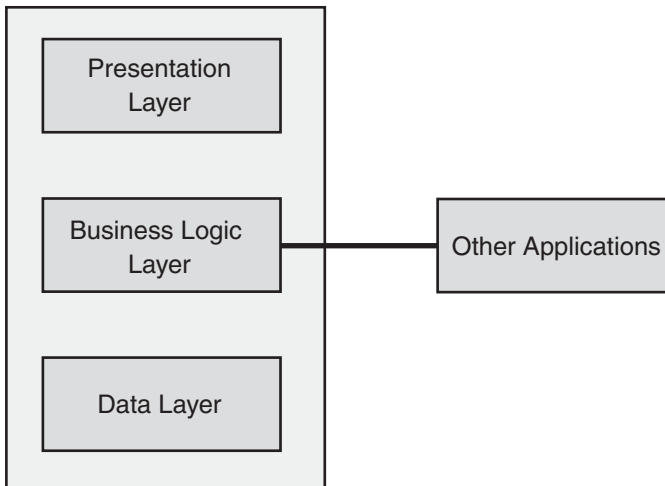 Presentation
Layer
Business Logic
Layer
Other Applications
Data Layer